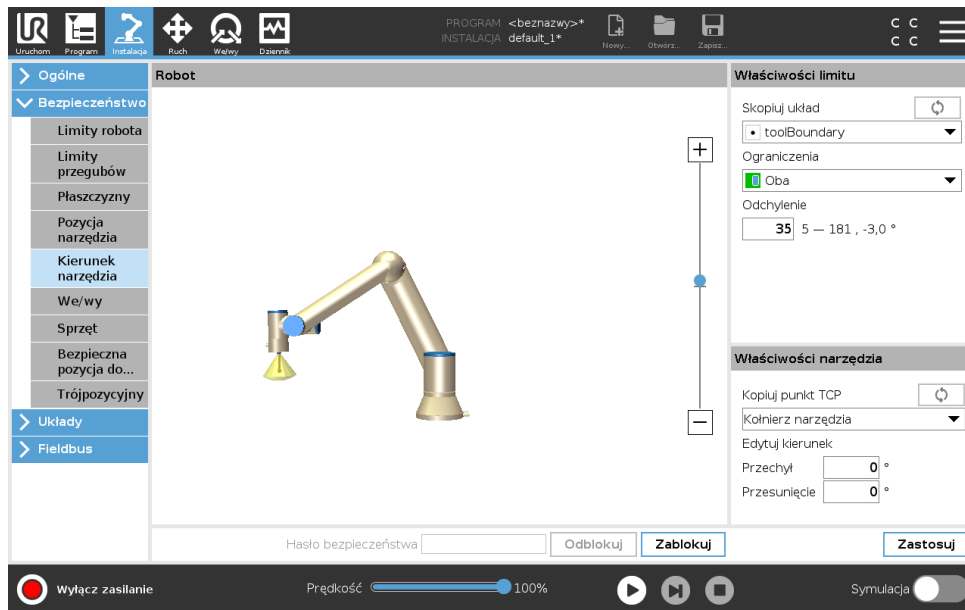 PROGRAM <beznazwy>*
INSTALACJA default_1*
Uruchom Program Instalacja Ruch We/wy Dziennik
Nowy... Otwórz... Zapisz...
C C
C C
Ogólne
Bezpieczeństwo
Limity robota
Limity
przegubów
Płaszczyzny
Pozycja
narzędzia
Kierunek
narzędzia
We/wy
Sprzęt
Bezpieczna
pozycja do...
Trójpozycyjny
Układy
Fieldbus
Robot
Hasło bezpieczeństwa Odblokuj Zablokuj
Właściwości limitu
Skopiuj układ
toolBoundary
Ograniczenia
Oba
Odchylenie
35 5 — 181 , -3,0 °
Właściwości narzędzia
Kopiuj punkt TCP
Kołnierz narzędzia
Edytuj kierunek
Przechył 0 °
Przesunięcie 0 °
Zastosuj
Wyłącz zasilanie Prędkość 100% Symulacja